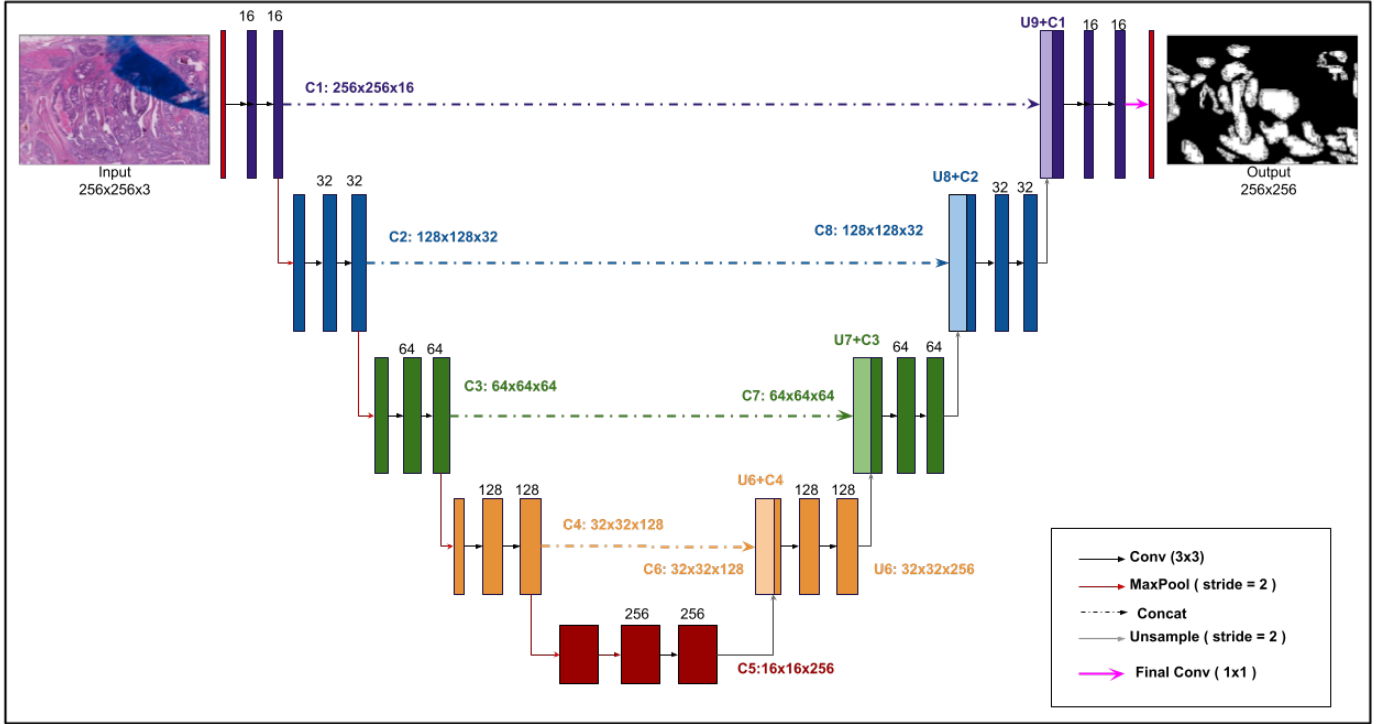 16 16
U9+C1
16 16
C1: 256x256x16
Input
256x256x3
Output
256x256
32 32
U8+C2
32 32
C2: 128x128x32
C8: 128x128x32
64 64
U7+C3
64 64
C3: 64x64x64
C7: 64x64x64
128 128
U6+C4
128 128
C4: 32x32x128
C6: 32x32x128
U6: 32x32x256
256 256
C5:16x16x256
Conv (3x3)
MaxPool ( stride = 2 )
Concat
Unsample ( stride = 2 )
Final Conv ( 1x1 )